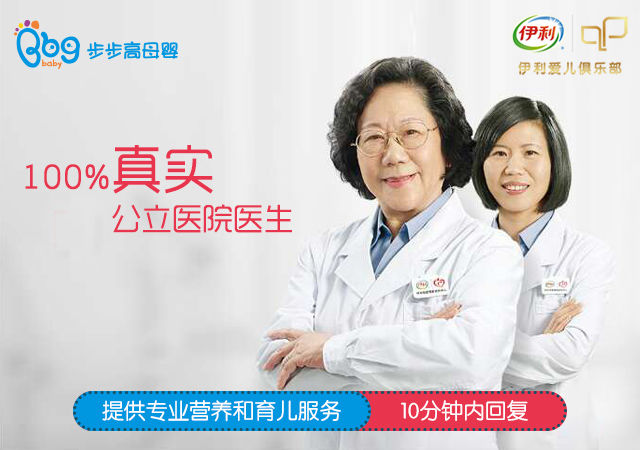 Bbg
baby
步步高母婴
伊利
伊利爱儿俱乐部
100%真实
公立医院医生
提供专业营养和育儿服务
10分钟内回复